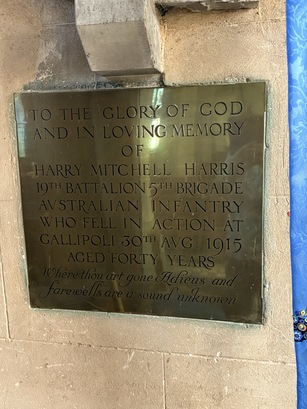 TO THE GLORY OF GOD
AND IN LOVING MEMORY
OF
HARRY MITCHELL HARRIS
19TH BATTALION 5TH BRIGADE
AVSTRALIAN INFANTRY
WHO FELL IN ACTION AT
GALLIPOLI 30TH AVG. 1915
AGED FORTY YEARS
Where thou art gone Adieus and
farewells are a sound unknown